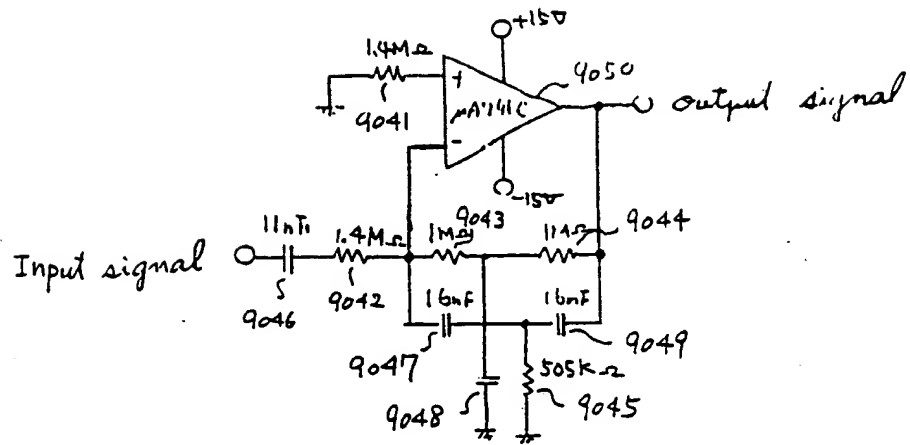 +15V
1.4MΩ
9050
+
9041
μA741C
output signal
-
-15V
9043
9044
11nF
1.4MΩ
1MΩ
1MΩ
Input signal
9046
9042
16nF
16nF
9047
9049
505KΩ
9048
9045